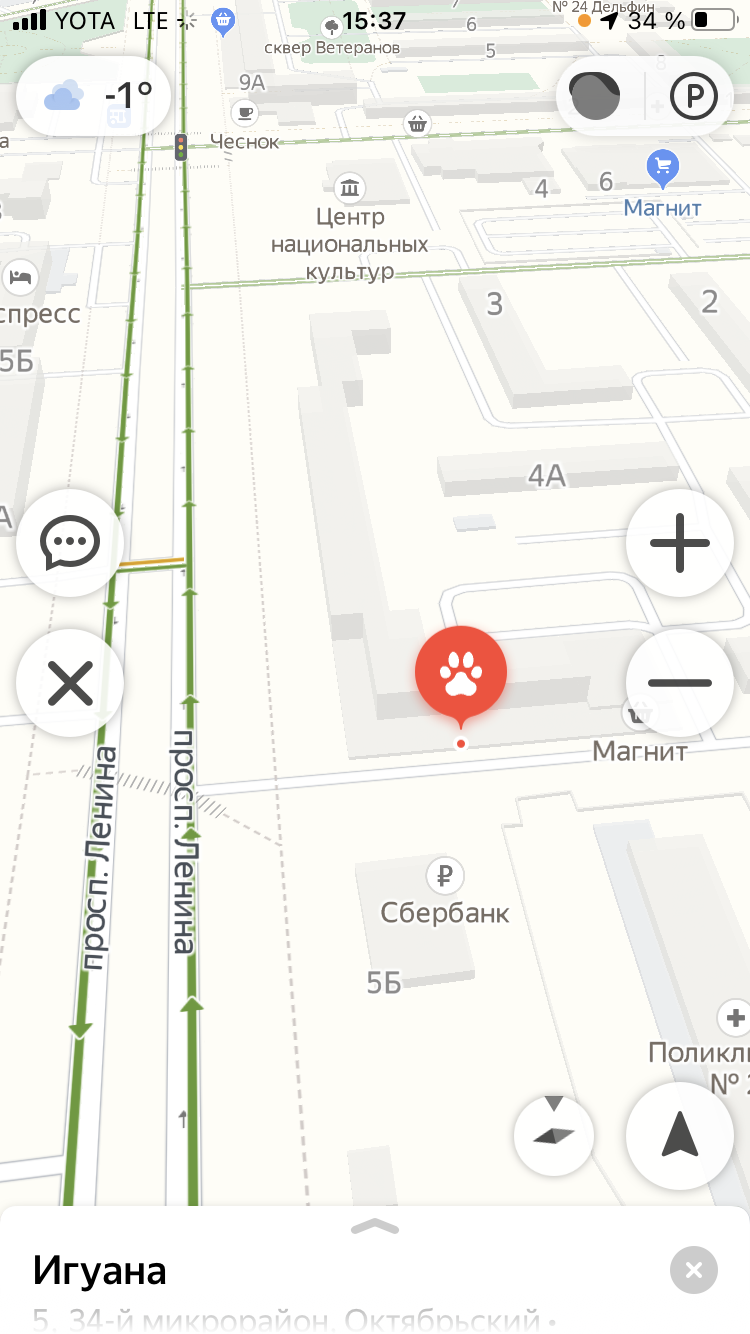 YOTA LTE 15:37 34 %
№ 24 Дельфин
7
6
сквер Ветеранов
5
8
9А
-1°
P
Чеснок
4
6
Магнит
Центр
национальных
культур
спресс
3
2
5Б
4А
А
Магнит
просп. Ленина
просп. Ленина
₽
Сбербанк
5Б
Поликл
№ 2
Игуана
5, 34-й микрорайон, Октябрьский •